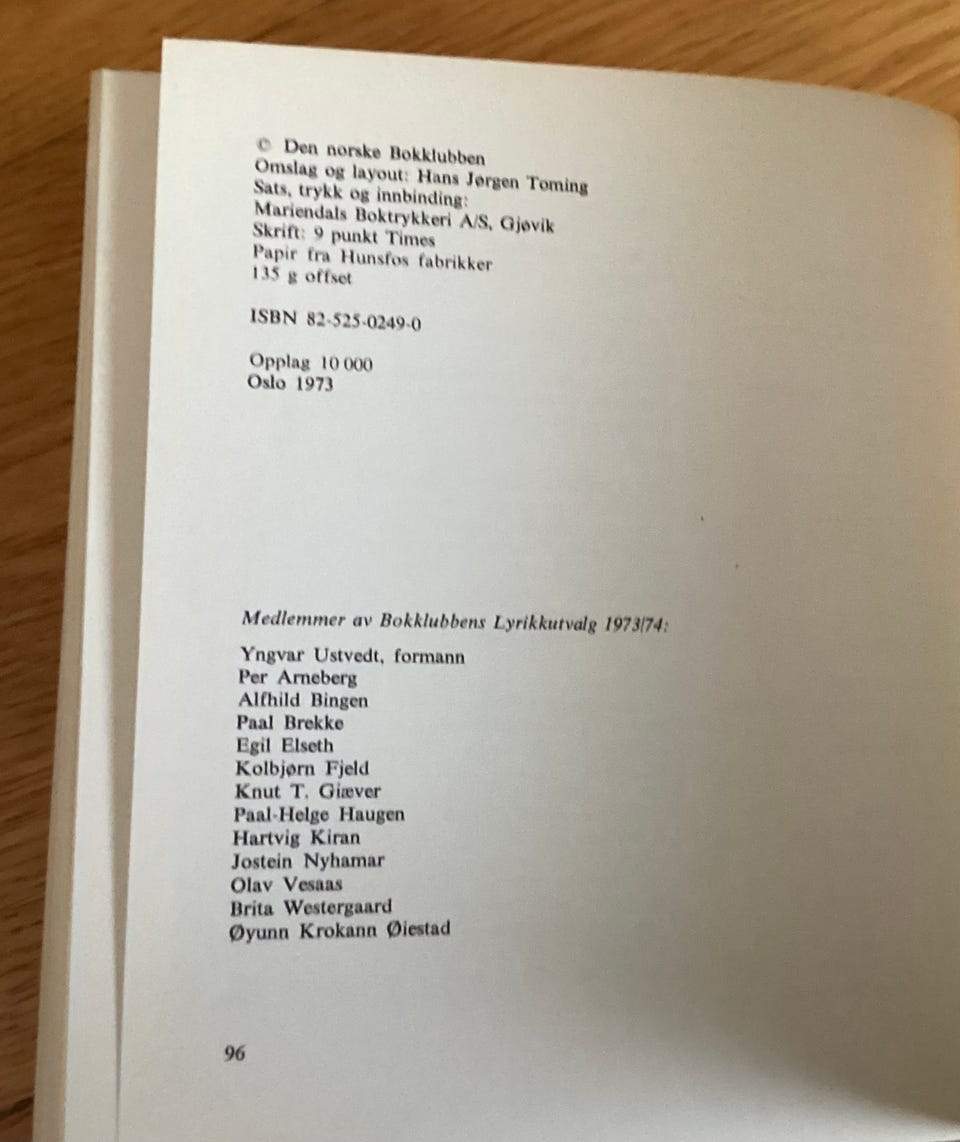 © Den norske Bokklubben
Omslag og layout: Hans Jørgen Toming
Sats, trykk og innbinding:
Mariendals Boktrykkeri A/S, Gjøvik
Skrift: 9 punkt Times
Papir fra Hunsfos fabrikker
135 g offset
ISBN 82-525-0249-0
Opplag 10 000
Oslo 1973
Medlemmer av Bokklubbens Lyrikkutvalg 1973/74:
Yngvar Ustvedt, formann
Per Arneberg
Alfhild Bingen
Paal Brekke
Egil Elseth
Kolbjørn Fjeld
Knut T. Giæver
Paal-Helge Haugen
Hartvig Kiran
Jostein Nyhamar
Olav Vesaas
Brita Westergaard
Øyunn Krokann Øiestad
96